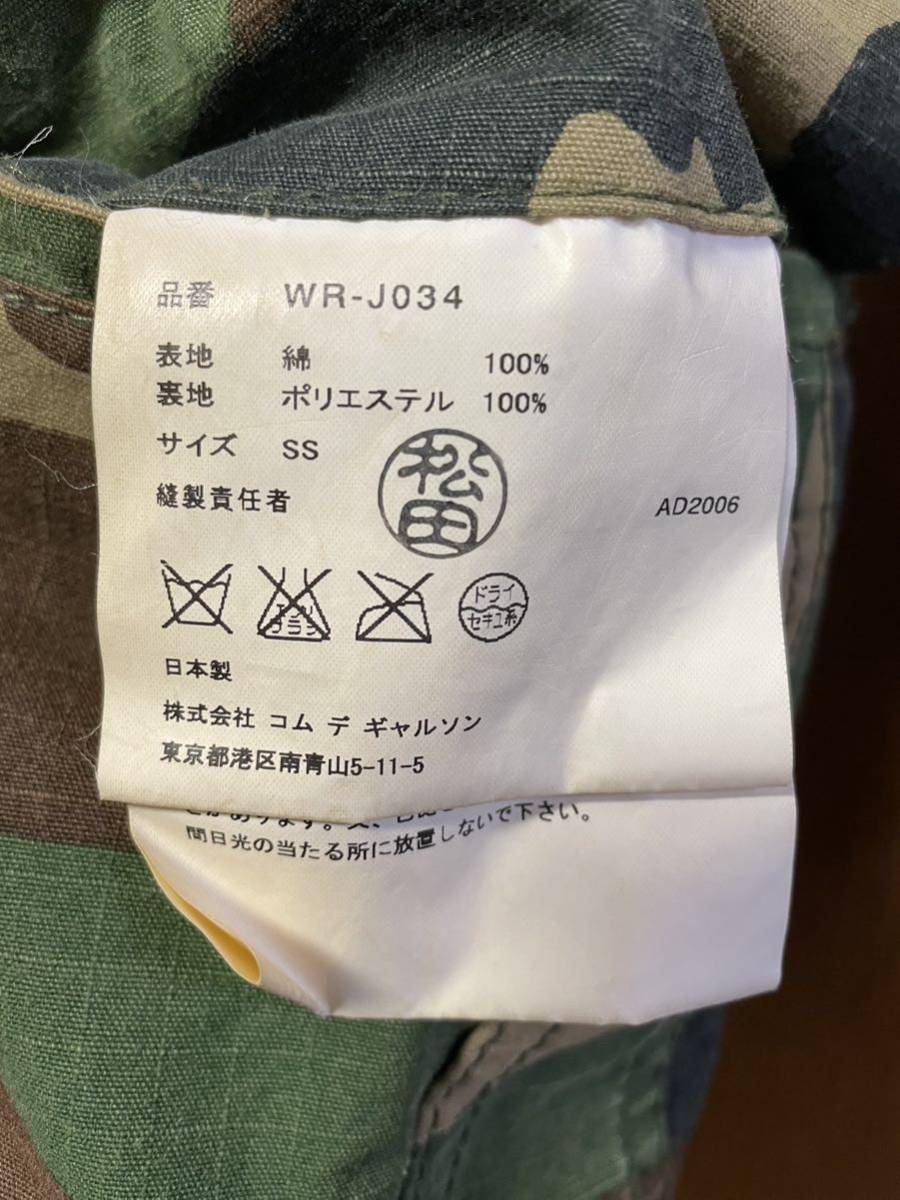 品番 WR-J034
表地 綿 100%
裏地 ポリエステル 100%
サイズ SS
縫製責任者 松田 AD2006
エンソ
ドライ
セキユ系
日本製
株式会社 コム デ ギャルソン
東京都港区南青山5-11-5
間日光の当たる所に放置しないで下さい。